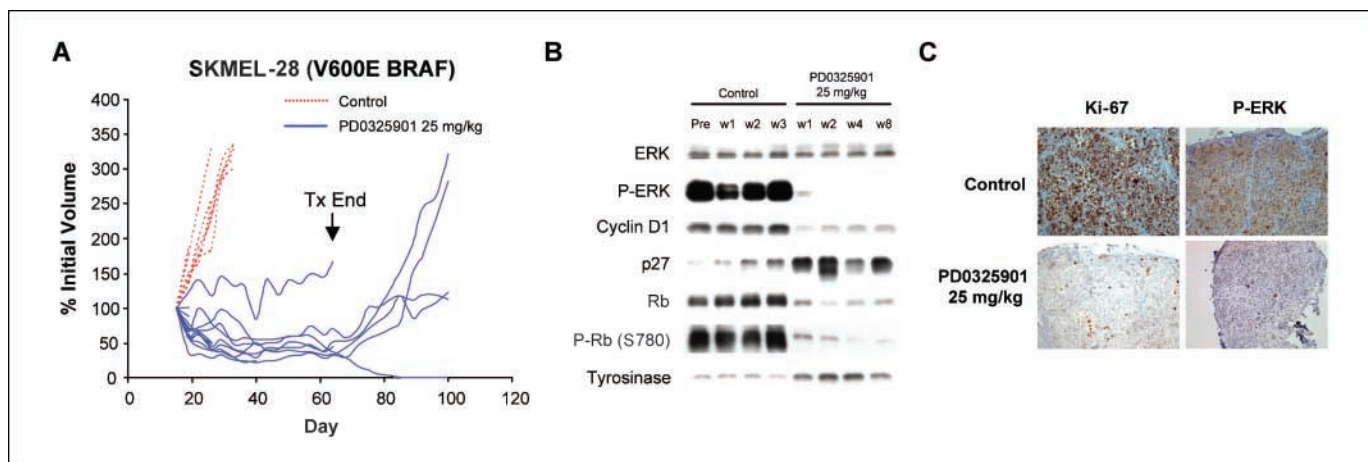 A
SKMEL-28 (V600E BRAF)
Control
PD0325901 25 mg/kg
Tx End
% Initial Volume
400
350
300
250
200
150
100
50
0
0 20 40 60 80 100 120
Day
B
Control
PD0325901
25 mg/kg
Pre w1 w2 w3 w1 w2 w4 w8
ERK
P-ERK
Cyclin D1
p27
Rb
P-Rb (S780)
Tyrosinase
C
Ki-67 P-ERK
Control
PD0325901
25 mg/kg